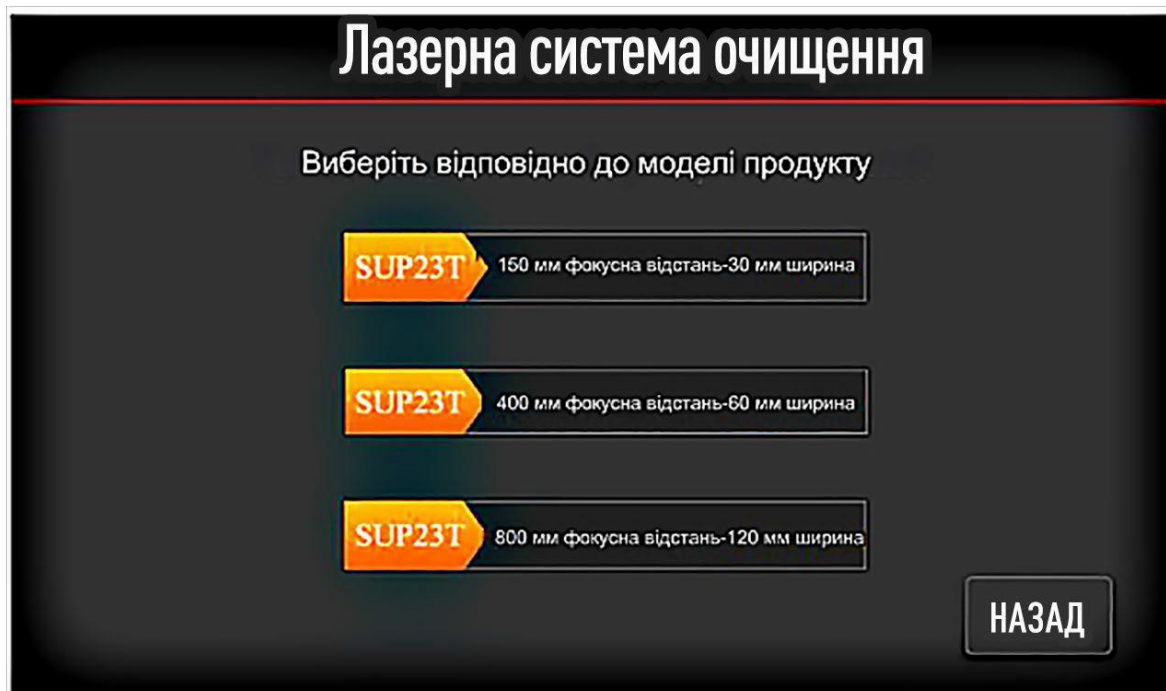 Лазерна система очищення
Виберіть відповідно до моделі продукту
SUP23T 150 мм фокусна відстань-30 мм ширина
SUP23T 400 мм фокусна відстань-60 мм ширина
SUP23T 800 мм фокусна відстань-120 мм ширина
НАЗАД